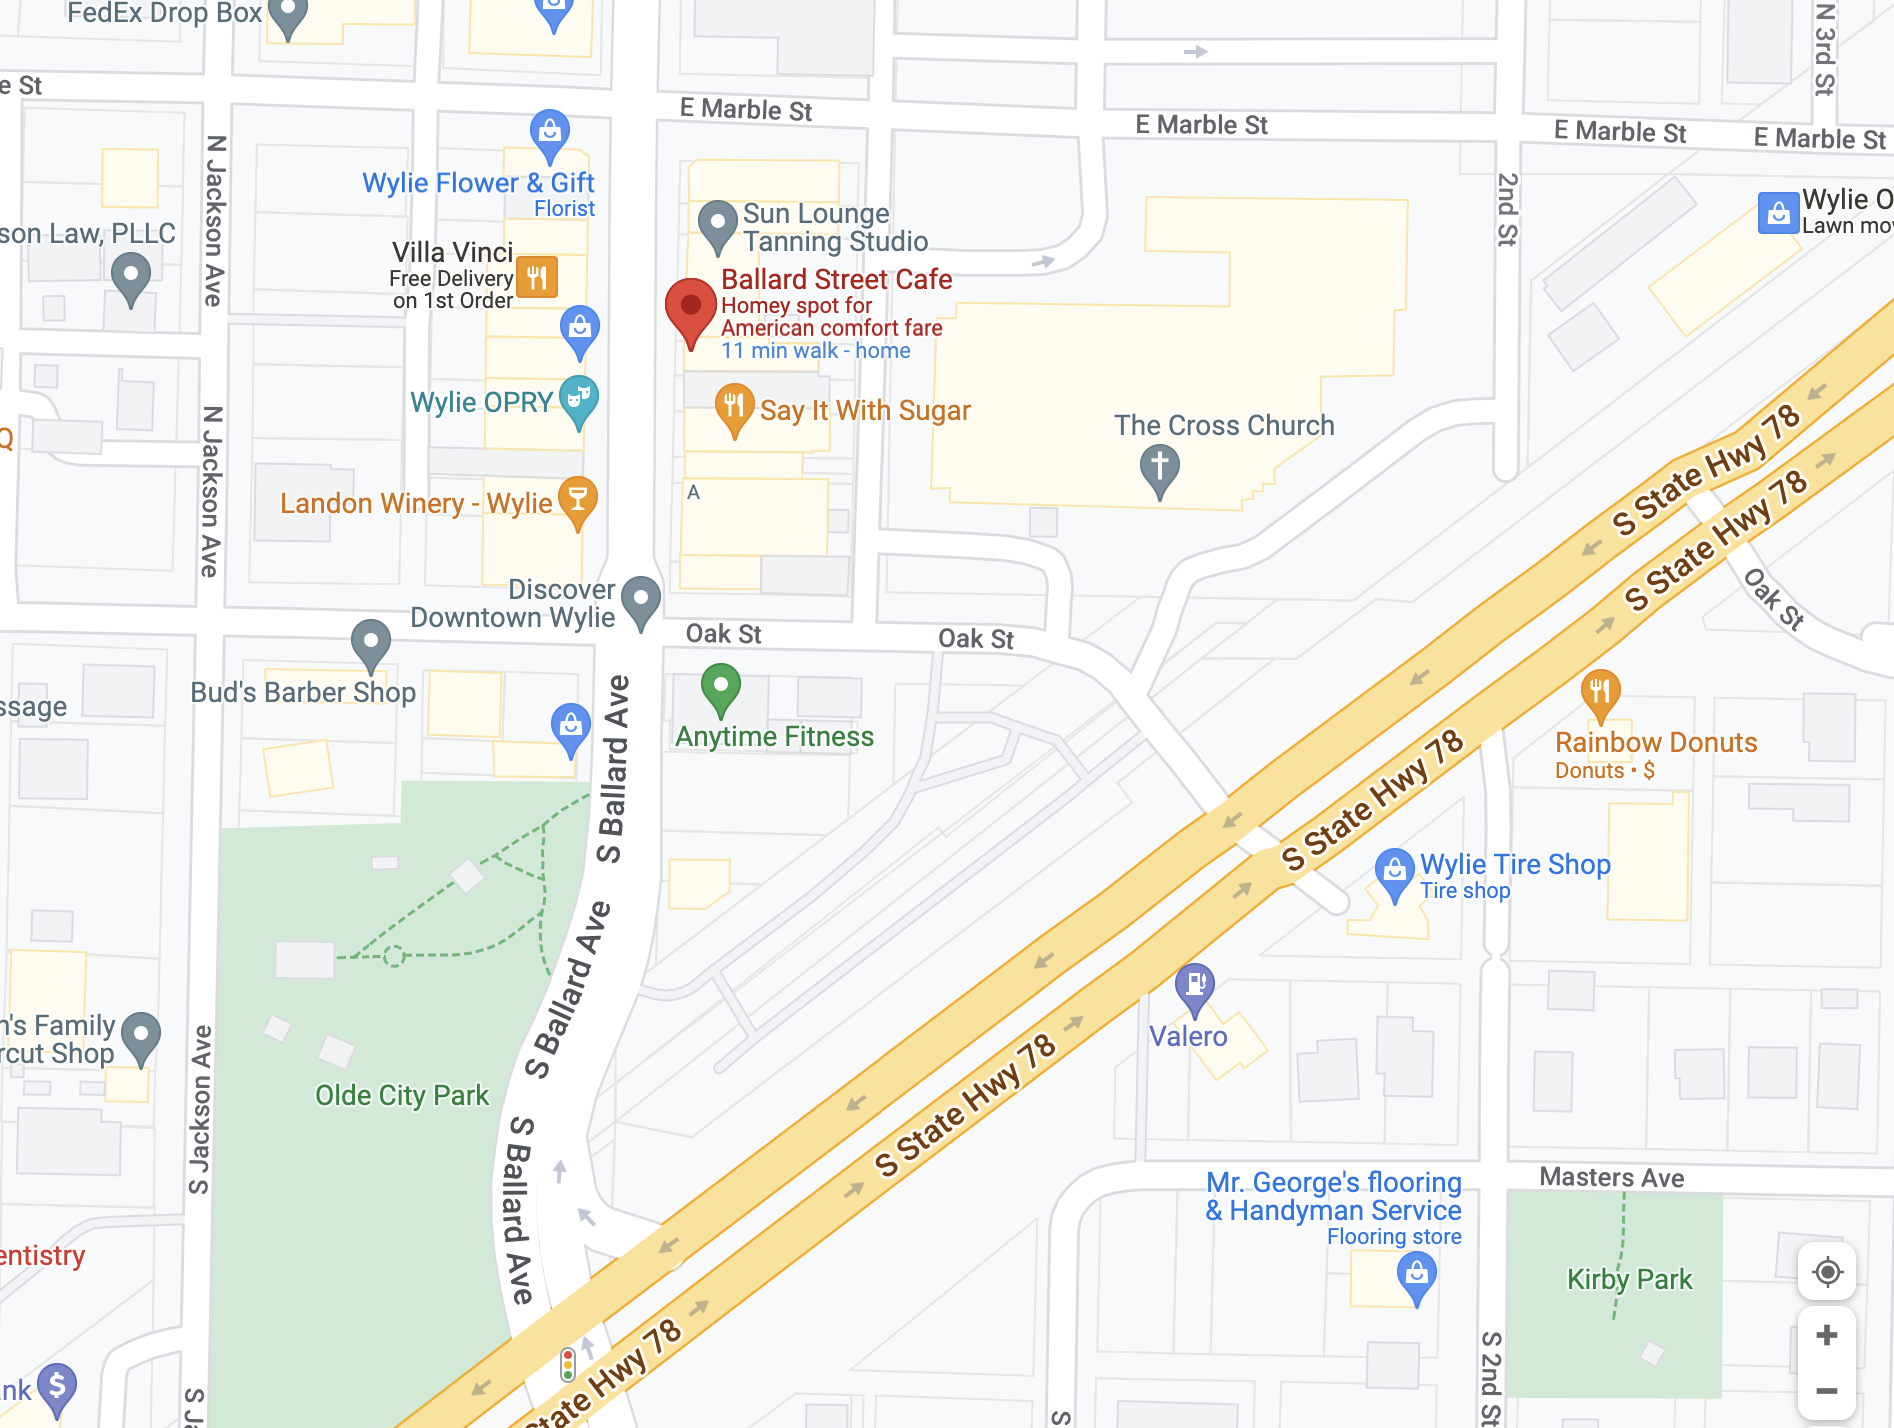 FedEx Drop Box
e St
N Jackson Ave
E Marble St
E Marble St
E Marble St
E Marble St
N 3rd St
2nd St
Wylie Flower & Gift
Florist
son Law, PLLC
Villa Vinci
Free Delivery
on 1st Order
Sun Lounge
Tanning Studio
Ballard Street Cafe
Homey spot for
American comfort fare
11 min walk - home
Wylie O
Lawn mov
Wylie OPRY
Say It With Sugar
The Cross Church
Q
N Jackson Ave
Landon Winery - Wylie
A
S State Hwy 78
S State Hwy 78
Oak St
Discover
Downtown Wylie
Oak St
Oak St
Bud's Barber Shop
ssage
S Ballard Ave
Anytime Fitness
Rainbow Donuts
Donuts • $
S State Hwy 78
Wylie Tire Shop
Tire shop
S Ballard Ave
Valero
n's Family
rcut Shop
S Jackson Ave
Olde City Park
S State Hwy 78
S Ballard Ave
Mr. George's flooring
& Handyman Service
Flooring store
Masters Ave
Kirby Park
entistry
State Hwy 78
S 2nd St
ank
$
S Ja
S
+
−